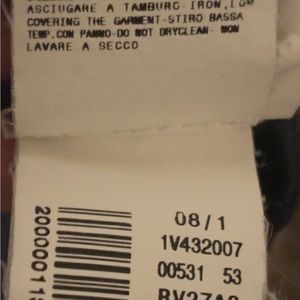 ASCIUGARE A TAMBURO-IRON, LOW
COVERING THE GARMENT-STIRO BASSA
TEMP.CON PANNO-DO NOT DRYCLEAN- NON
LAVARE A SECCO
08/1
1V432007
00531 53
2000001